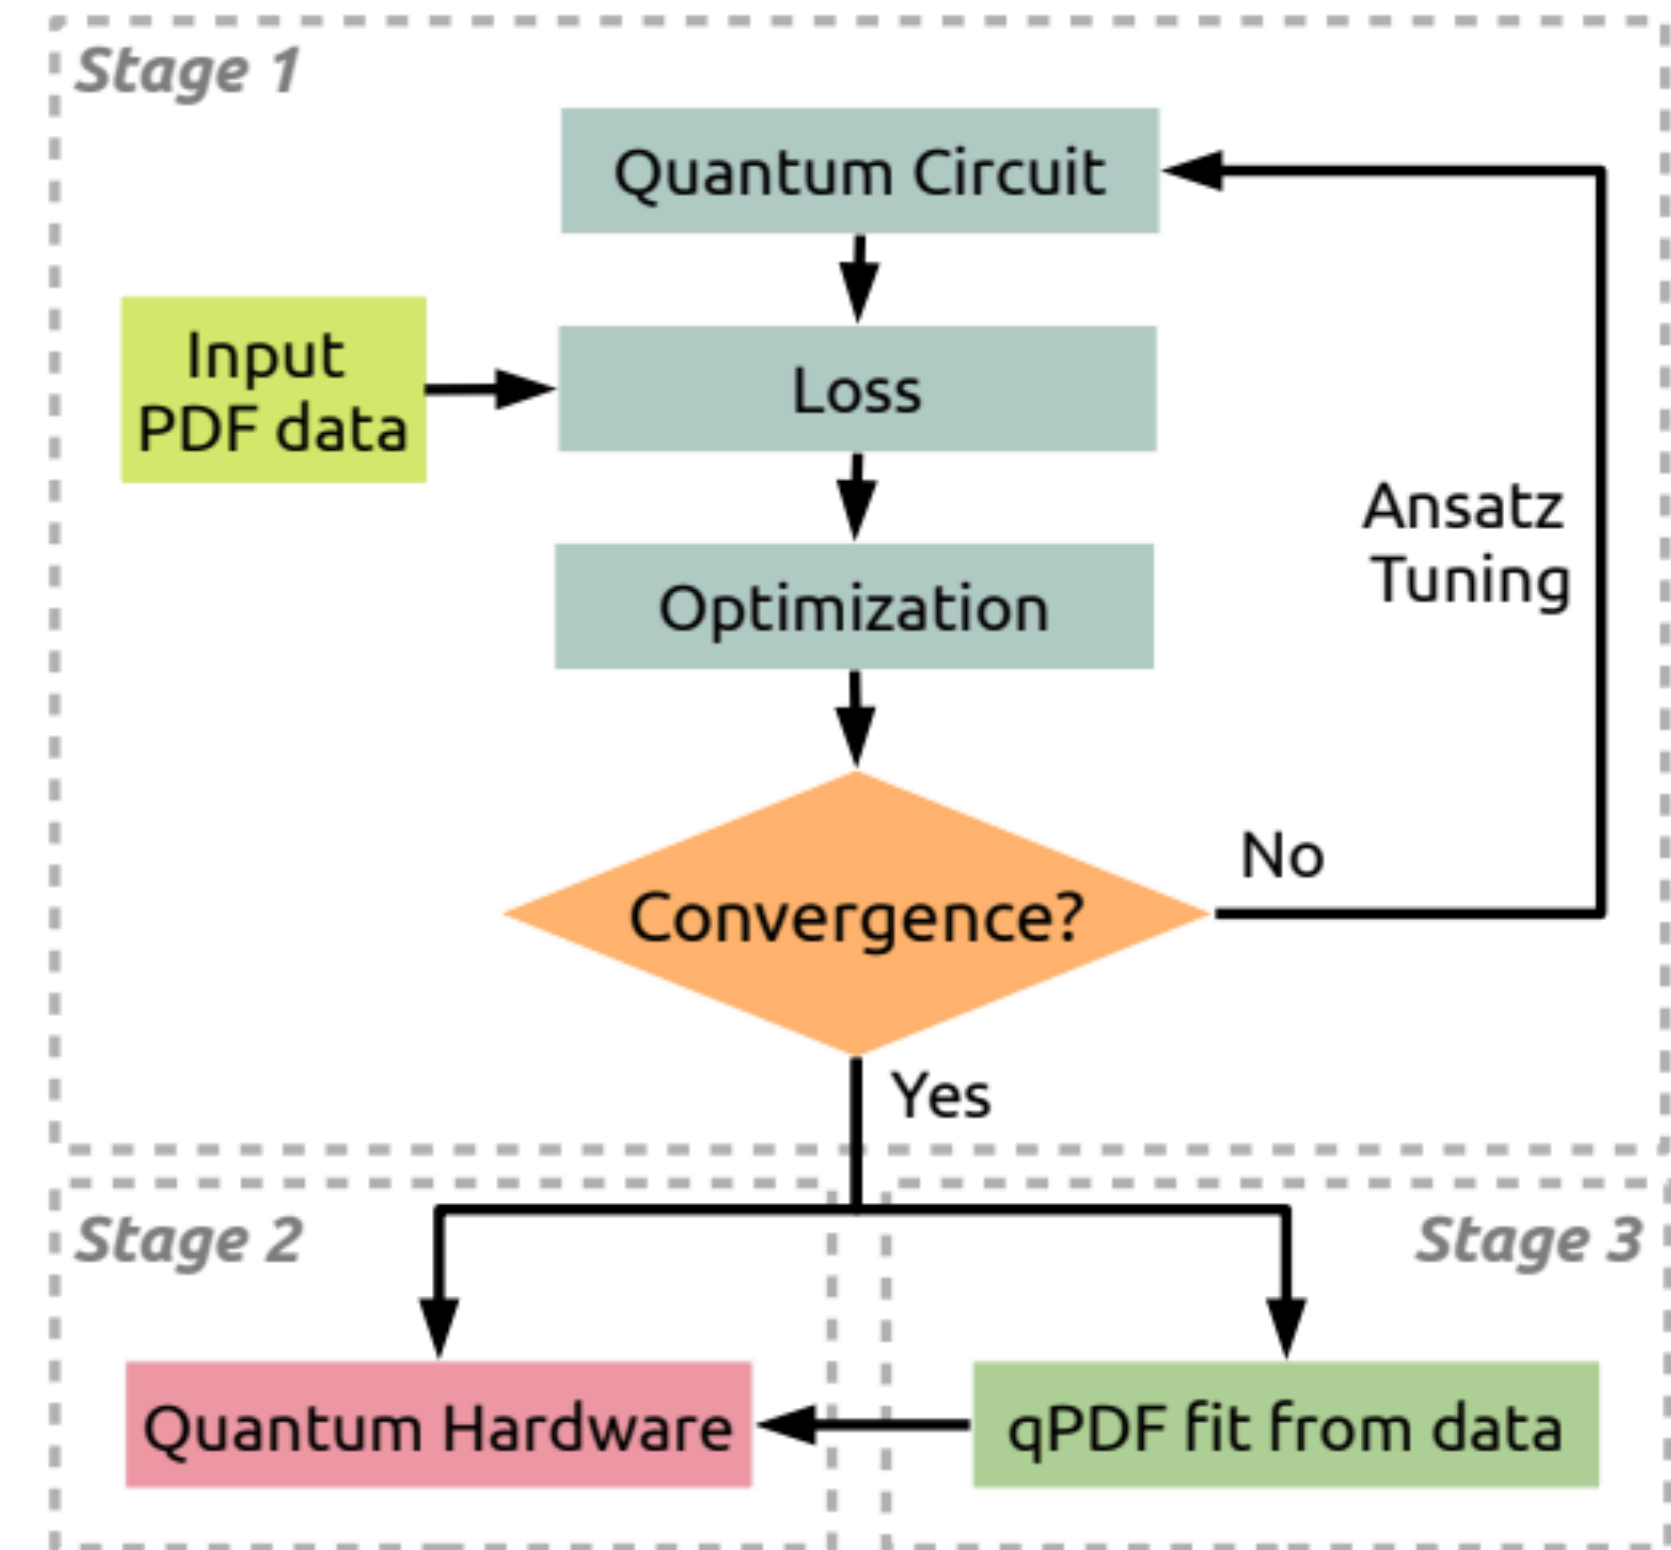 Stage 1
Quantum Circuit
Input
PDF data
Loss
Ansatz
Tuning
Optimization
No
Convergence?
Yes
Stage 2
Stage 3
Quantum Hardware
qPDF fit from data